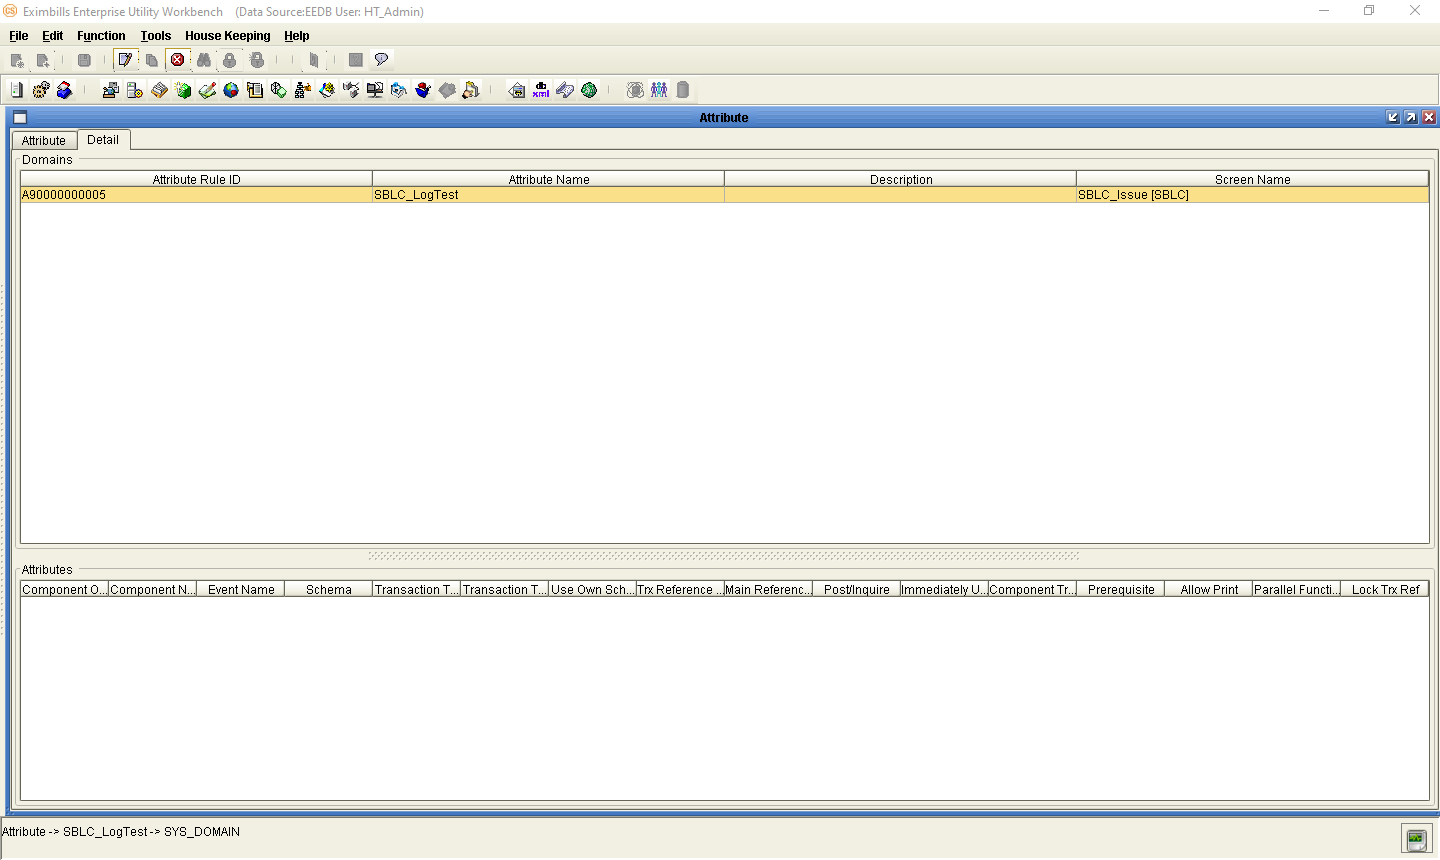 CS Eximbills Enterprise Utility Workbench (Data Source:EEDB User: HT_Admin)
File Edit Function Tools House Keeping Help
db xml
Attribute
Attribute Detail
Domains
Attribute Rule ID Attribute Name Description Screen Name
A90000000005 SBLC_LogTest SBLC_Issue [SBLC]
Attributes
Component O... Component N... Event Name Schema Transaction T... Transaction T... Use Own Sch... Trx Reference ... Main Referenc... Post/Inquire Immediately U... Component Tr... Prerequisite Allow Print Parallel Functi... Lock Trx Ref
Attribute -> SBLC_LogTest -> SYS_DOMAIN